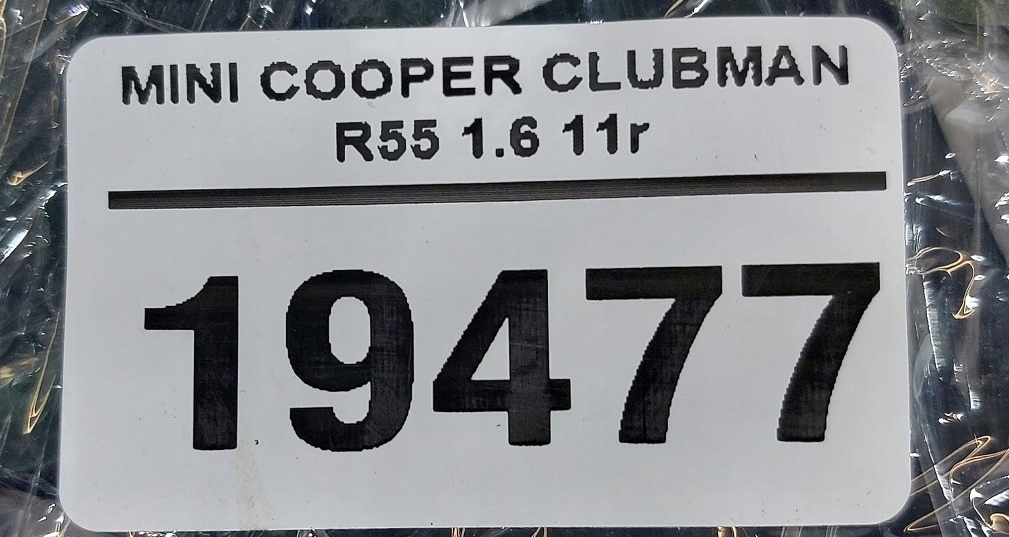 MINI COOPER CLUBMAN
R55 1.6 11r
19477